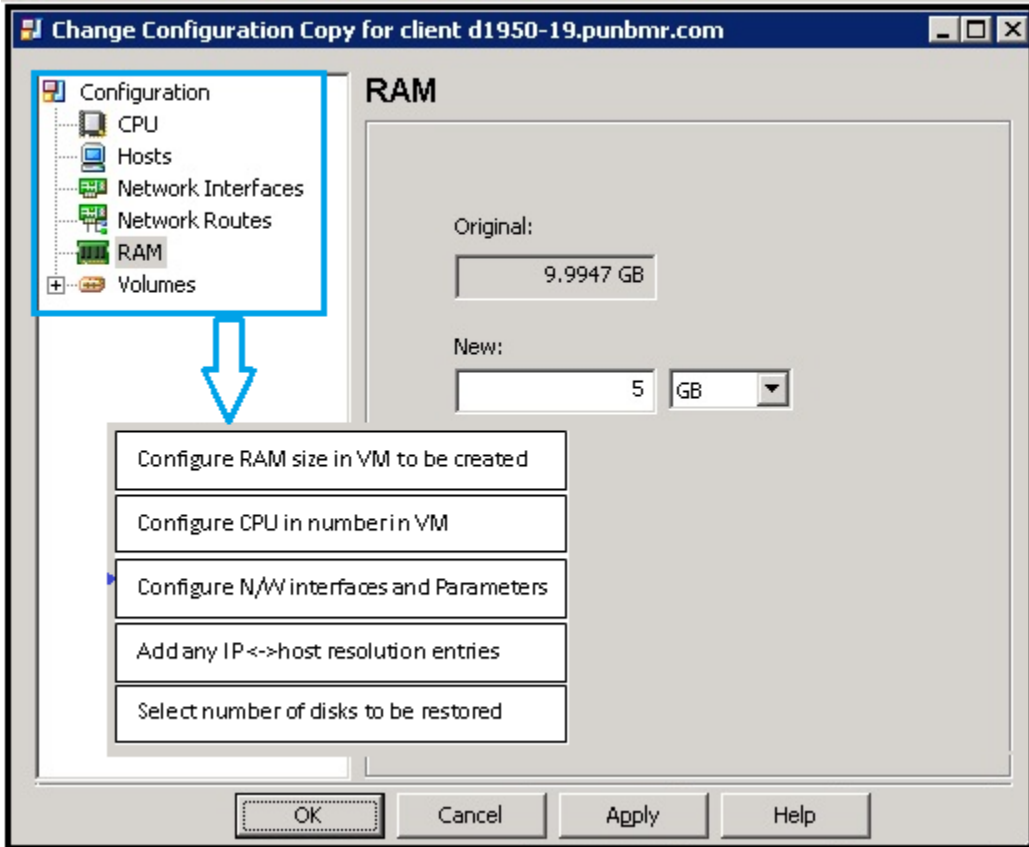 Change Configuration Copy for client d1950-19.punbmr.com
Configuration
CPU
Hosts
Network Interfaces
Network Routes
RAM
Volumes
RAM
Original:
9.9947 GB
New:
5 GB
Configure RAM size in VM to be created
Configure CPU in number in VM
Configure N/W interfaces and Parameters
Add any IP<->host resolution entries
Select number of disks to be restored
OK Cancel Apply Help